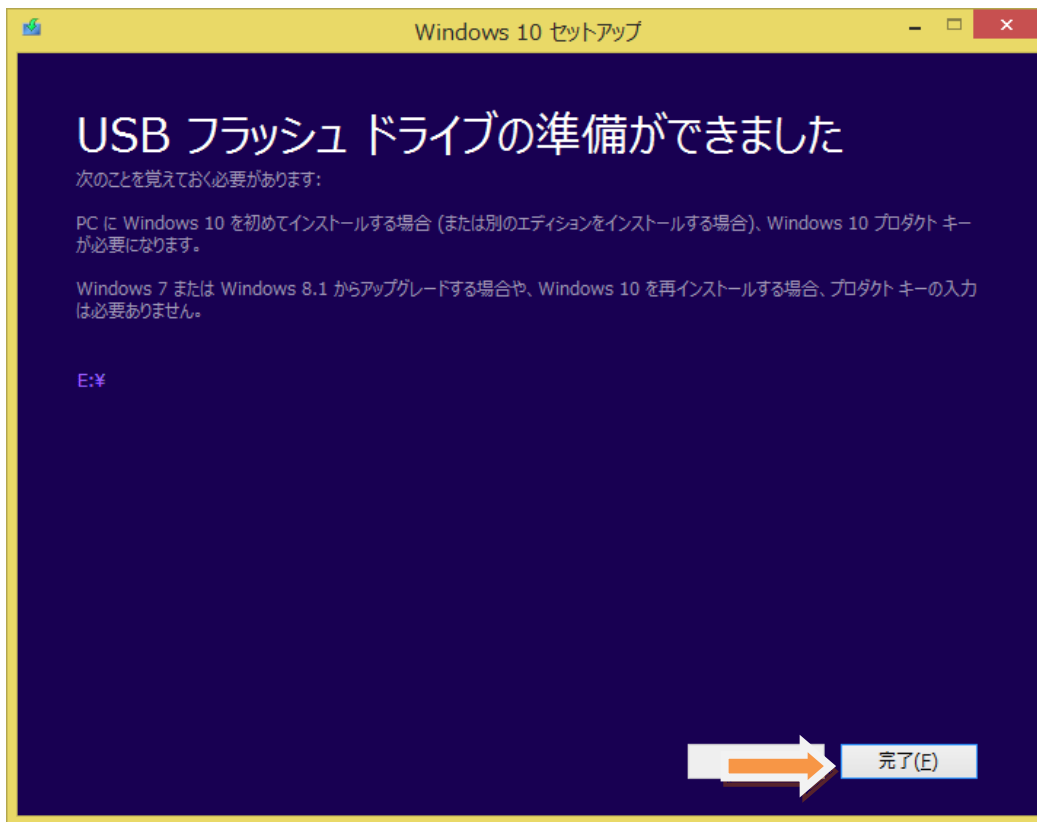 Windows 10 セットアップ
USB フラッシュ ドライブの準備ができました
次のことを覚えておく必要があります:
PC に Windows 10 を初めてインストールする場合 (または別のエディションをインストールする場合)、Windows 10 プロダクト キー
が必要になります。
Windows 7 または Windows 8.1 からアップグレードする場合や、Windows 10 を再インストールする場合、プロダクト キーの入力
は必要ありません。
E:¥
完了(F)